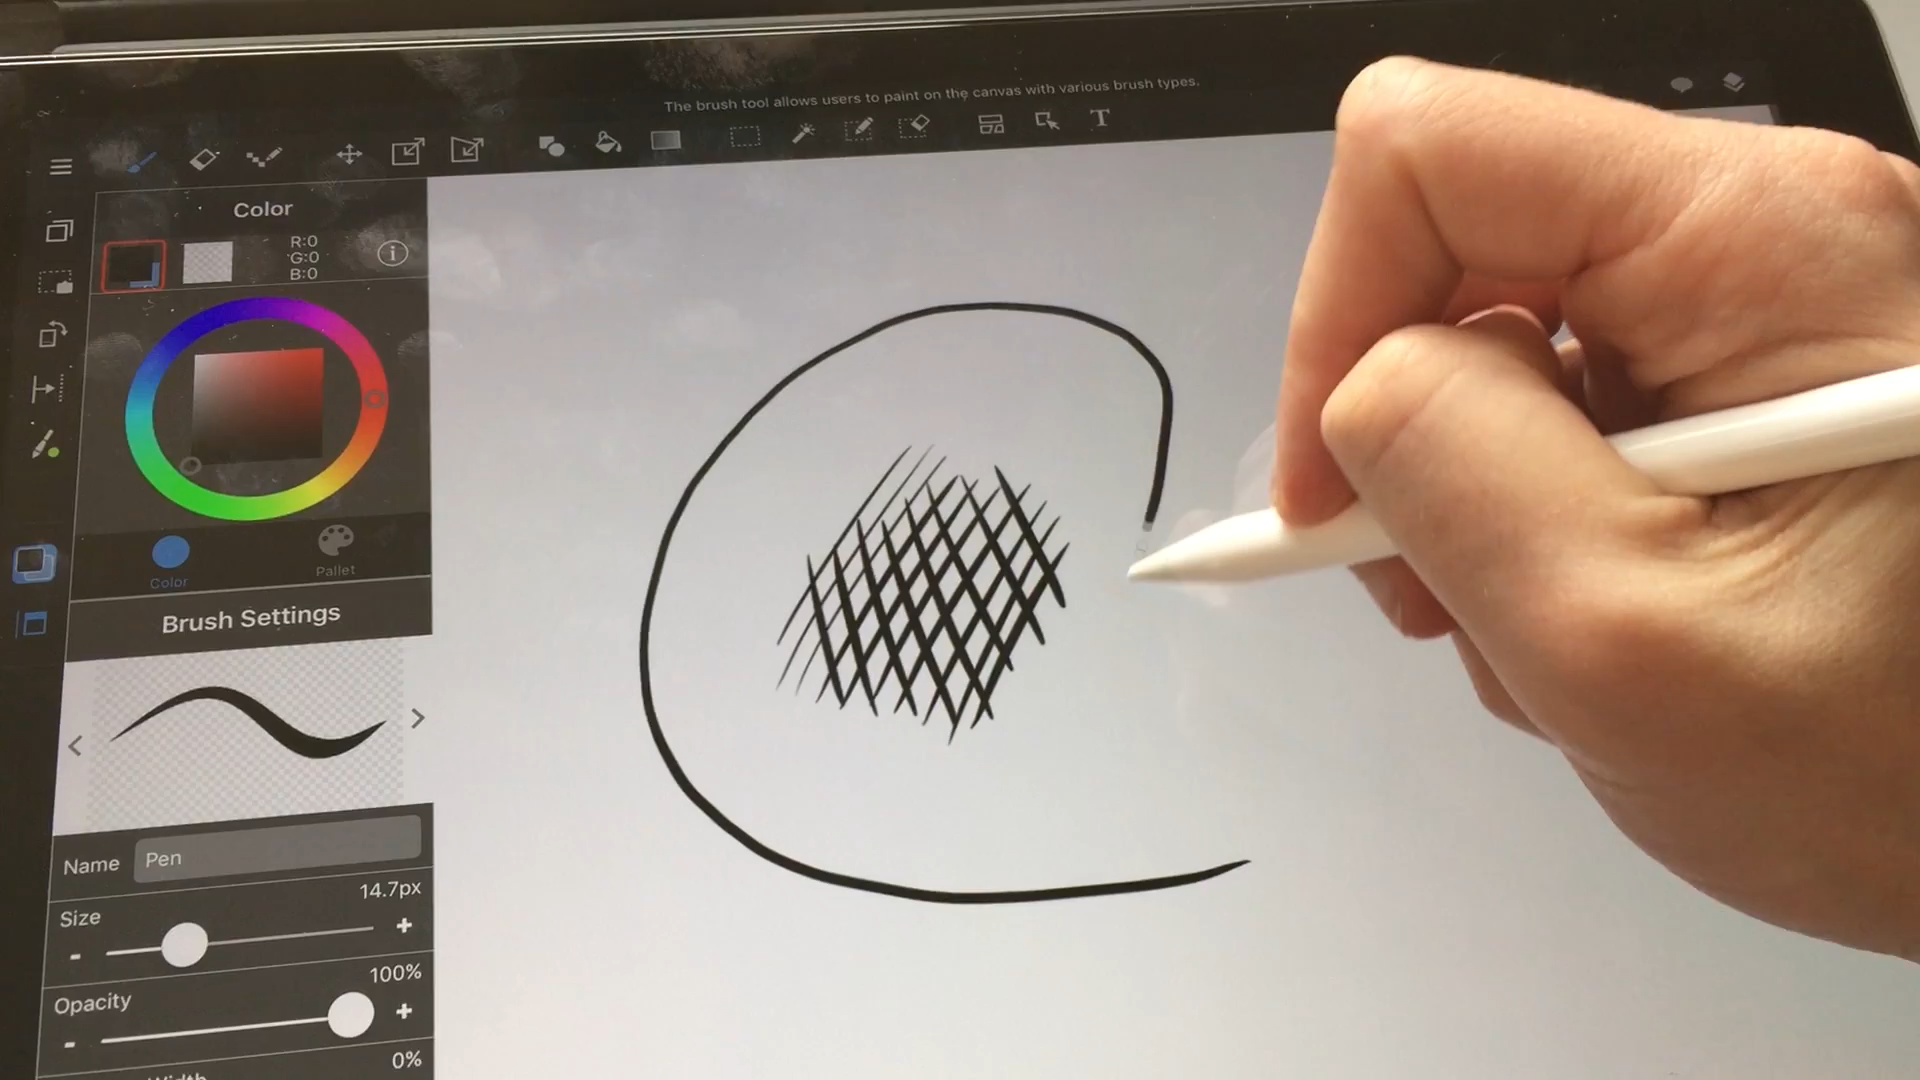 The brush tool allows users to paint on the canvas with various brush types.
T
Color
R:0
G:0
B:0
i
Color
Pallet
Brush Settings
Name
Pen
14.7px
Size
- +
100%
Opacity
- +
0%
Width